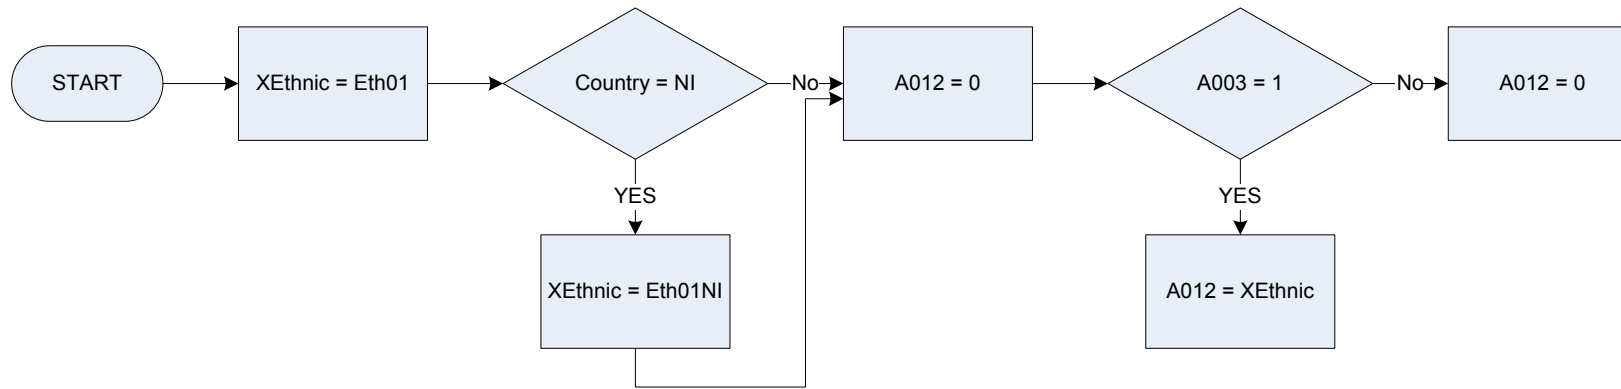 START
XEthnic = Eth01
Country = NI
No
A012 = 0
A003 = 1
No
A012 = 0
YES
YES
XEthnic = Eth01NI
A012 = XEthnic